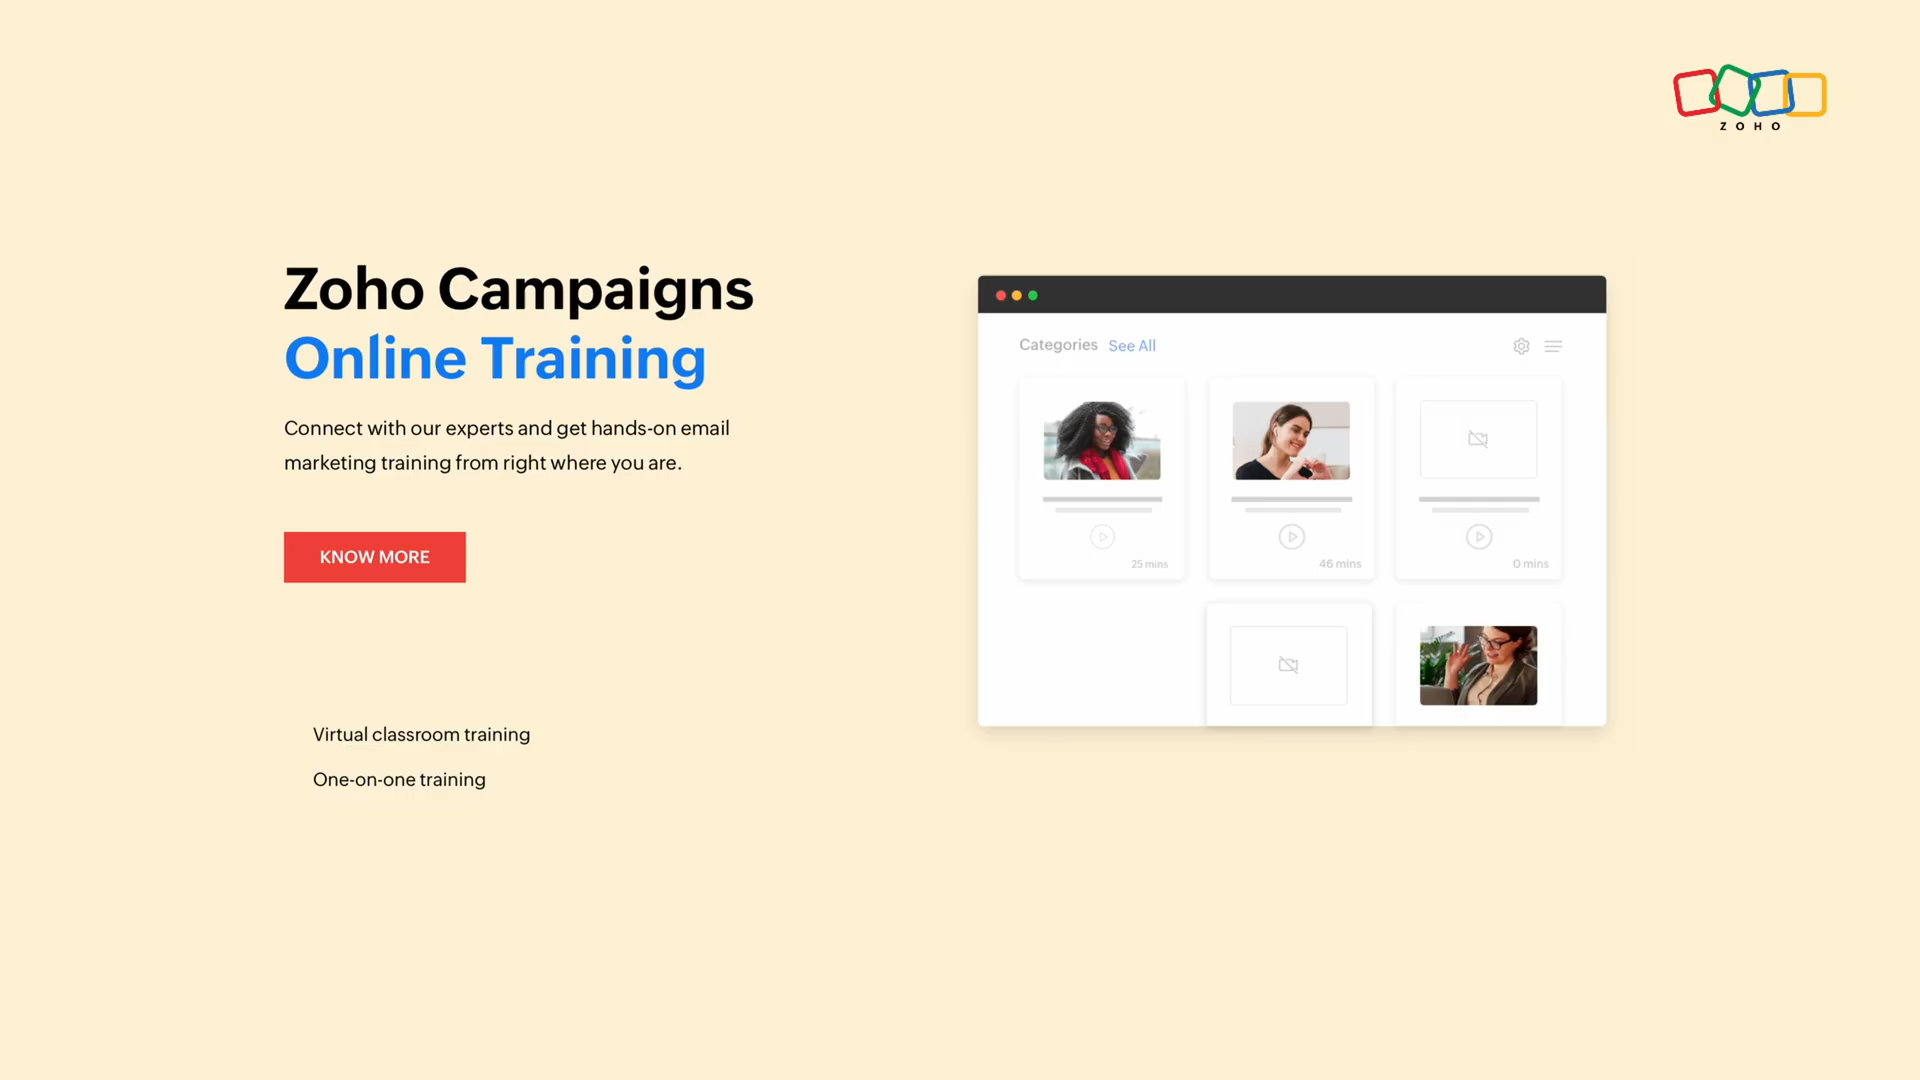 ZOHO
Zoho Campaigns
Online Training
Connect with our experts and get hands-on email
marketing training from right where you are.
KNOW MORE
Virtual classroom training
One-on-one training
Categories See All
25 mins
46 mins
0 mins